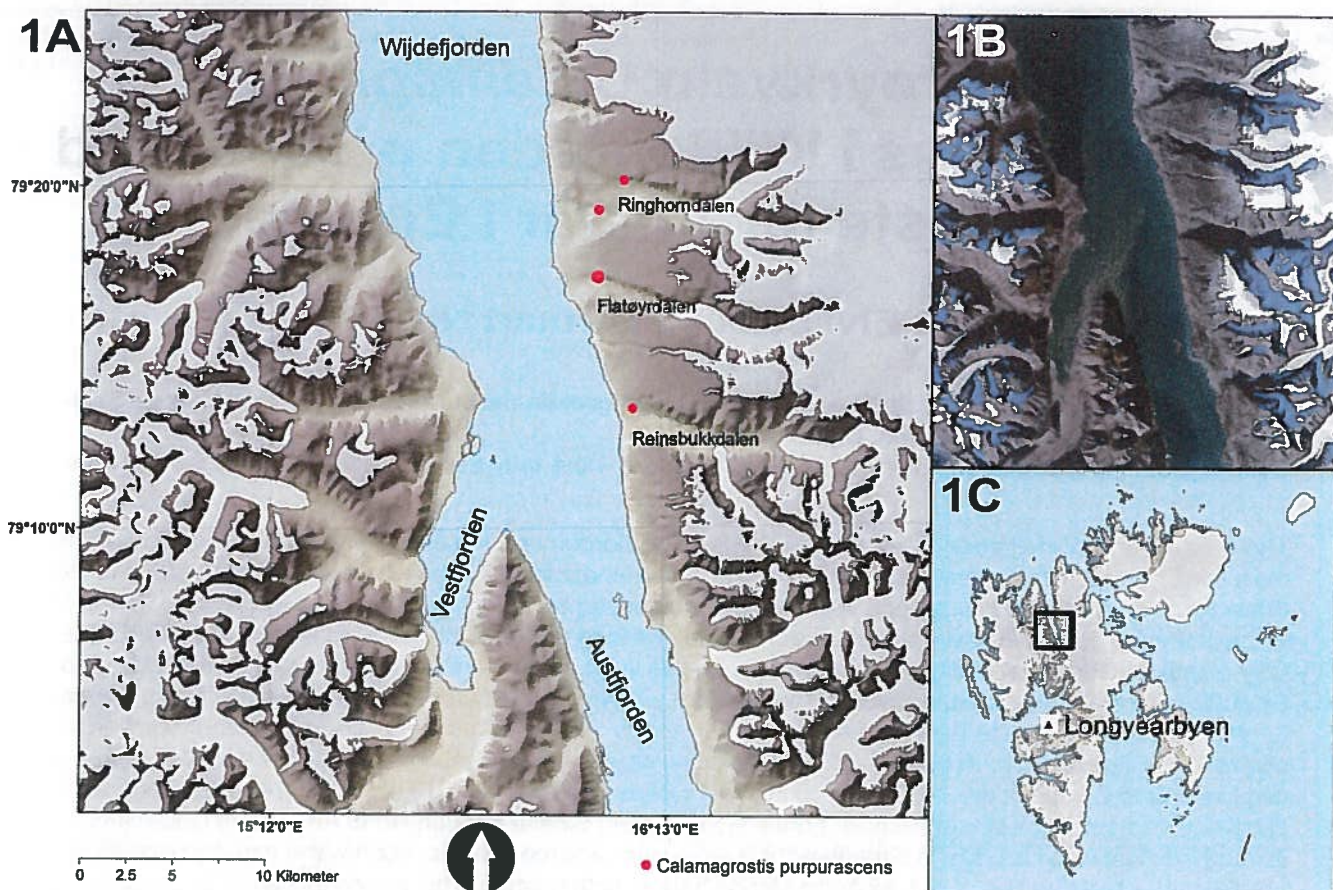 1A
Wijdefjorden
79°20'0"N
Ringhorndalen
Flatøyrdalen
Reinsbukkdalen
79°10'0"N
Vestfjorden
Austfjorden
15°12'0"E
16°13'0"E
0 2.5 5 10 Kilometer
Calamagrostis purpurascens
1B
1C
Longyearbyen